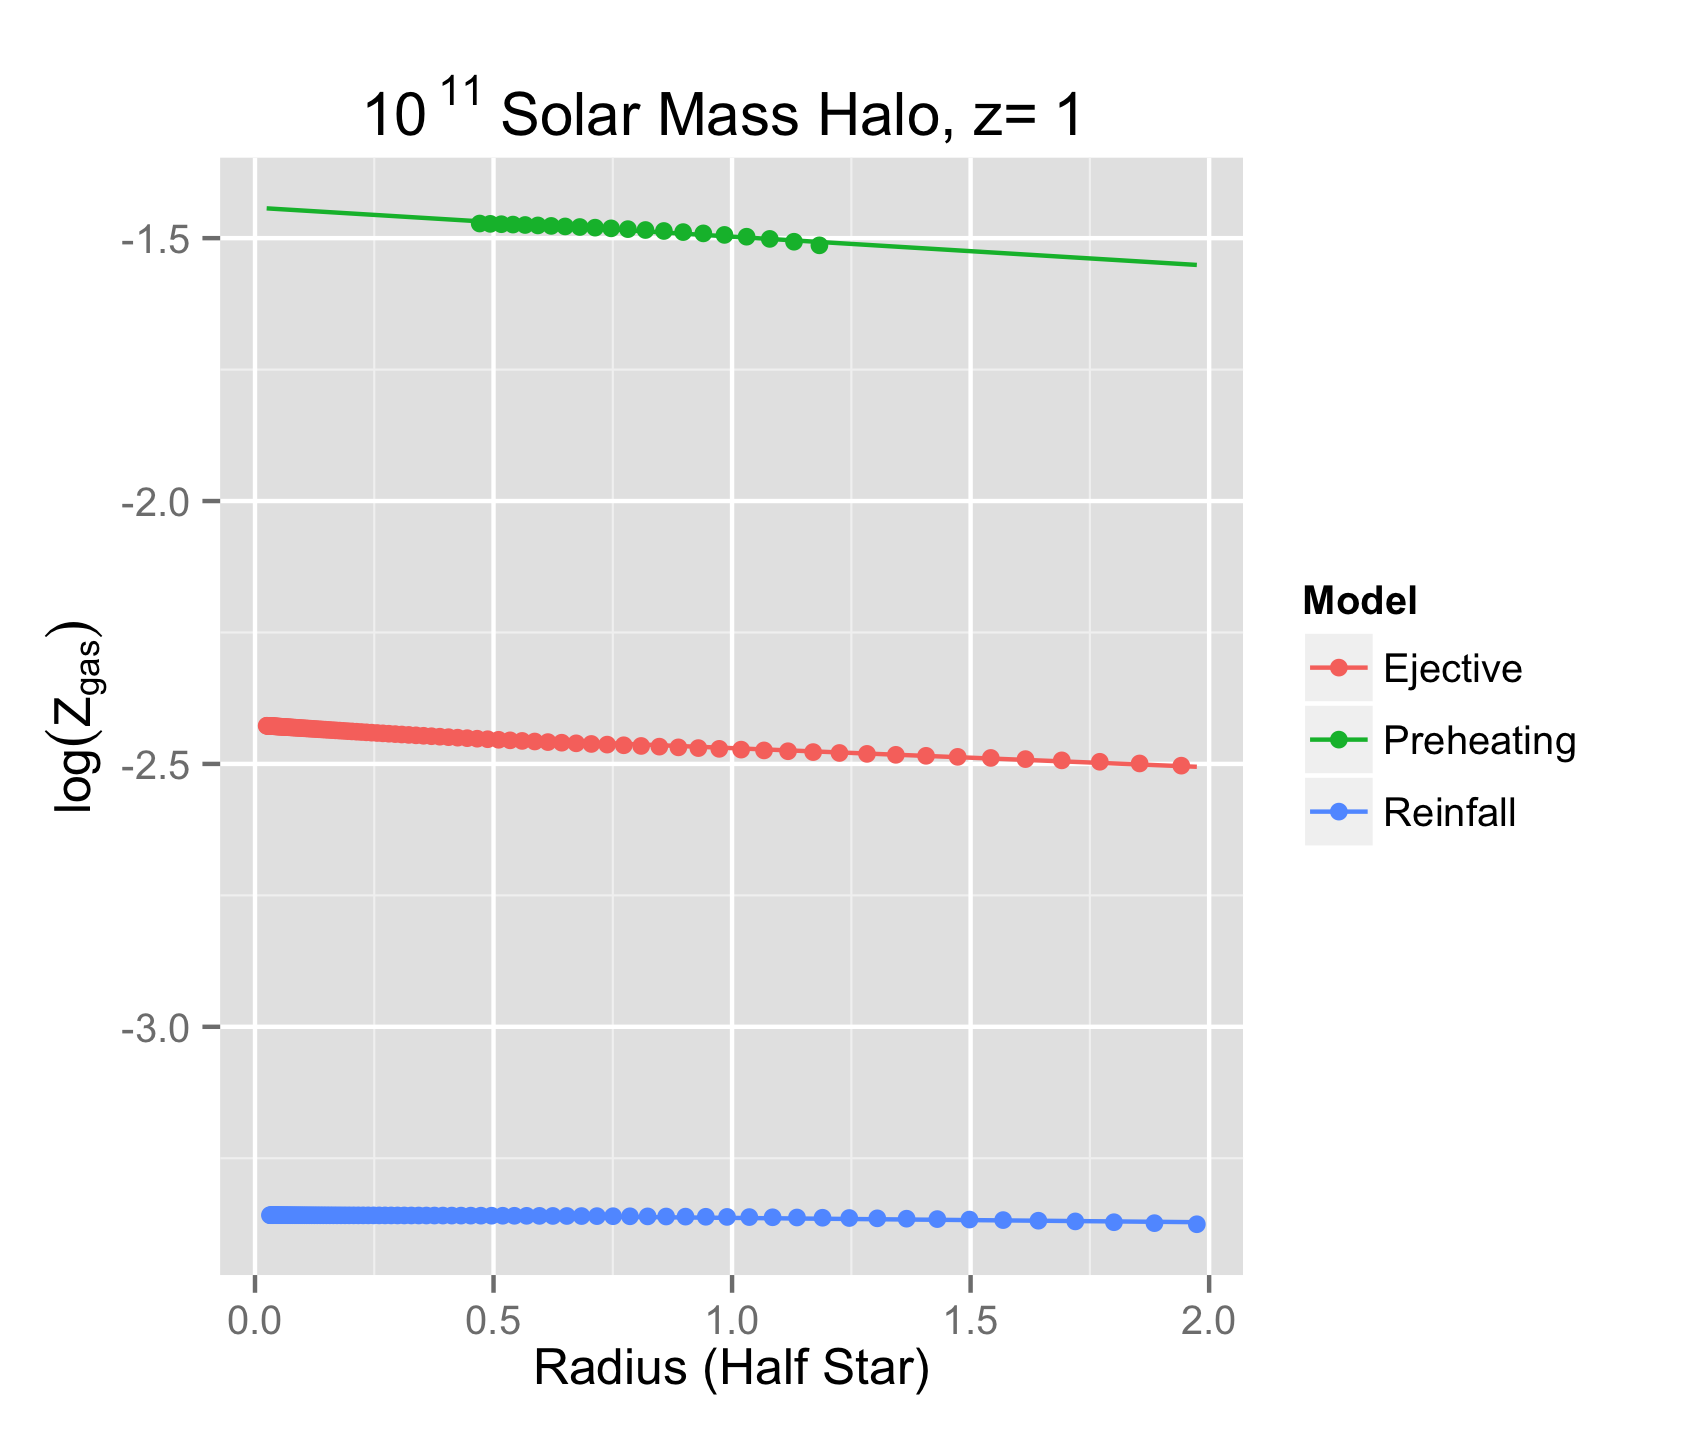 10 11 Solar Mass Halo, z= 1
-1.5
-2.0
-2.5
-3.0
log(Zgas)
0.0 0.5 1.0 1.5 2.0
Radius (Half Star)
Model
Ejective
Preheating
Reinfall